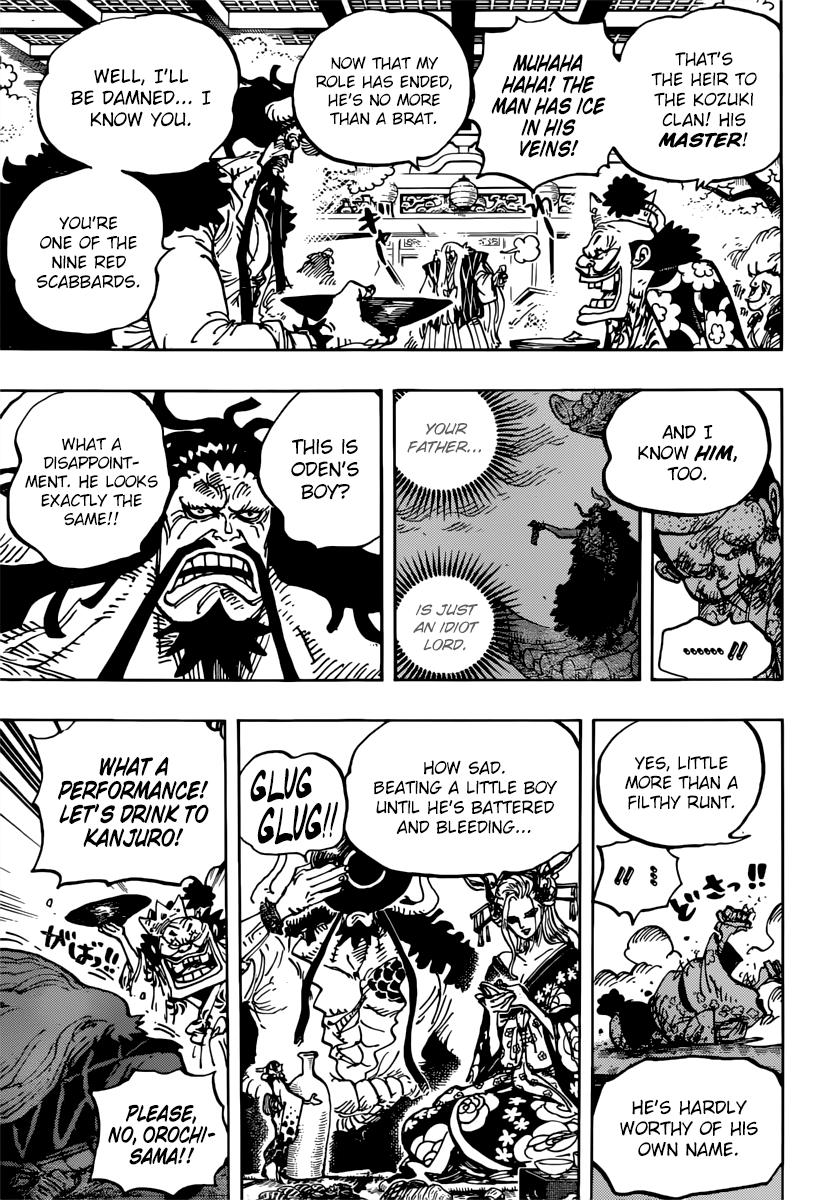 THAT'S
THE HEIR TO
THE KOZUKI
CLAN! HIS
MASTER!
MUHAHA
HAHA! THE
MAN HAS ICE
IN HIS
VEINS!
NOW THAT MY
ROLE HAS ENDED,
HE'S NO MORE
THAN A BRAT.
WELL, I'LL
BE DAMNED... I
KNOW YOU.
YOU'RE
ONE OF THE
NINE RED
SCABBARDS.
AND I
KNOW HIM,
TOO.
......!!
YOUR
FATHER...
IS JUST
AN IDIOT
LORD.
THIS IS
ODEN'S
BOY?
WHAT A
DISAPPOINT-
MENT. HE LOOKS
EXACTLY THE
SAME!!
YES, LITTLE
MORE THAN A
FILTHY RUNT.
どさっ!!
HE'S HARDLY
WORTHY OF HIS
OWN NAME.
HOW SAD.
BEATING A LITTLE BOY
UNTIL HE'S BATTERED
AND BLEEDING...
GLUG
GLUG!!
WHAT A
PERFORMANCE!
LET'S DRINK TO
KANJURO!
がばっ!!
PLEASE,
NO, OROCHI-
SAMA!!